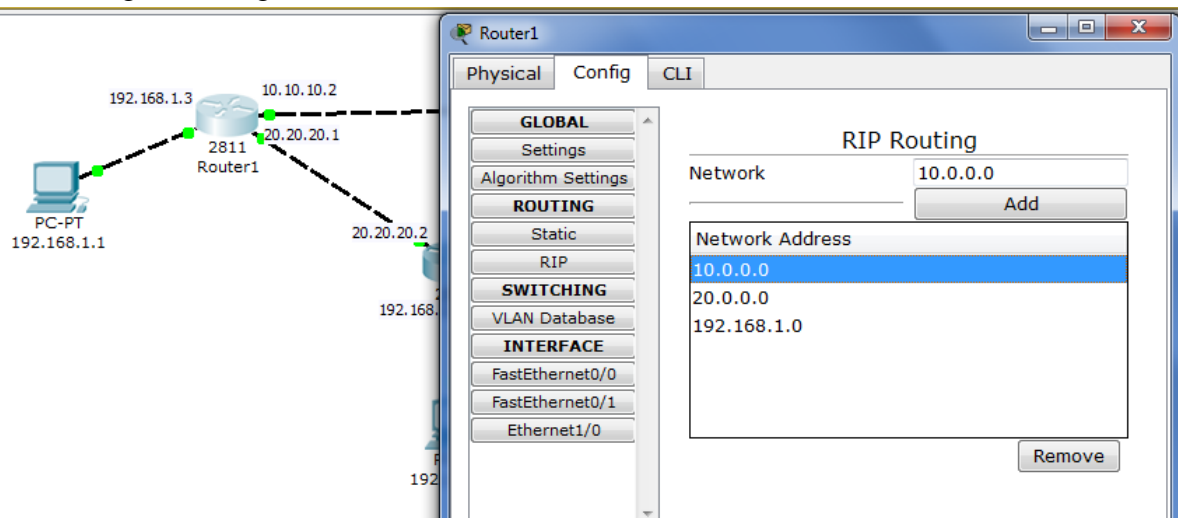 192.168.1.3
10.10.10.2
20.20.20.1
2811
Router1
PC-PT
192.168.1.1
20.20.20.2
192.168.
192
Router1
Physical
Config
CLI
GLOBAL
Settings
Algorithm Settings
ROUTING
Static
RIP
SWITCHING
VLAN Database
INTERFACE
FastEthernet0/0
FastEthernet0/1
Ethernet1/0
RIP Routing
Network
10.0.0.0
Add
Network Address
10.0.0.0
20.0.0.0
192.168.1.0
Remove